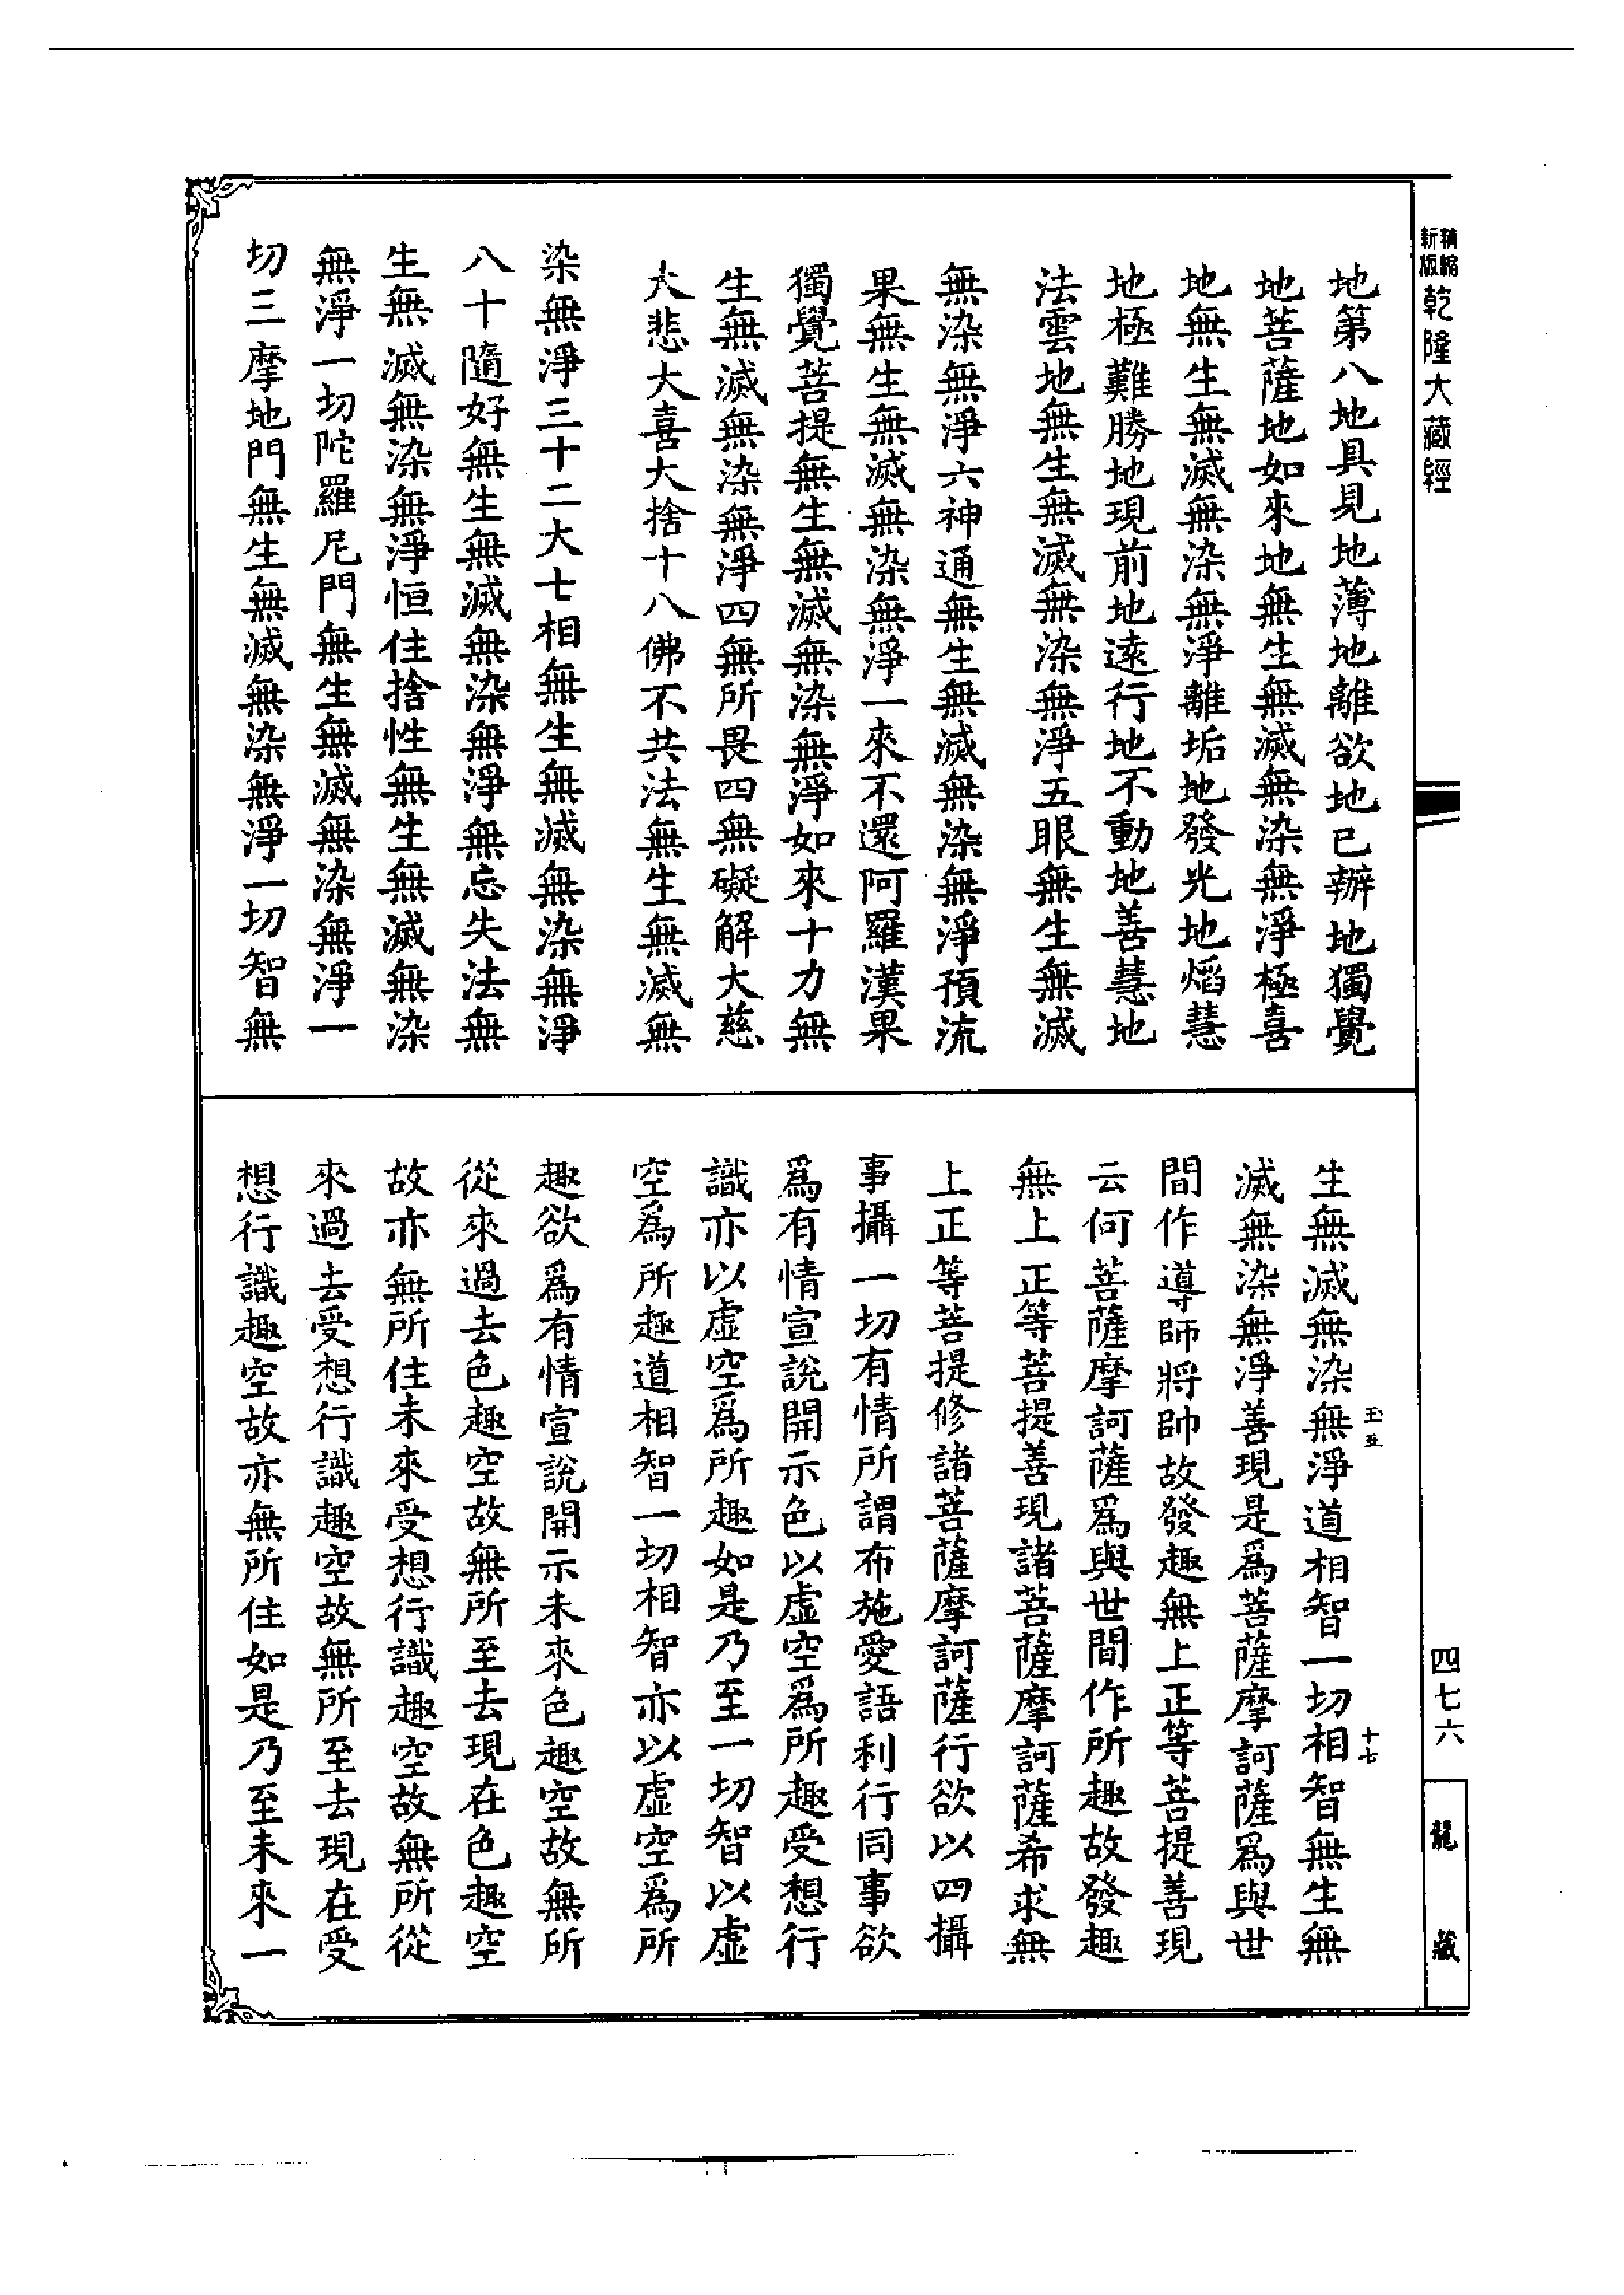 精縮新版乾隆大藏經
地第八地具見地薄地離欲地已辦地獨覺
地菩薩地如來地無生無滅無染無淨極喜
地無生無滅無染無淨離垢地發光地焰慧
地極難勝地現前地遠行地不動地善慧地
法雲地無生無滅無染無淨五眼無生無滅
無染無淨六神通無生無滅無染無淨預流
果無生無滅無染無淨一來不還阿羅漢果
獨覺菩提無生無滅無染無淨如來十力無
生無滅無染無淨四無所畏四無礙解大慈
大悲大喜大捨十八佛不共法無生無滅無
染無淨三十二大七相無生無滅無染無淨
八十隨好無生無滅無染無淨無忘失法無
生無滅無染無淨恒住捨性無生無滅無染
無淨一切陀羅尼門無生無滅無染無淨一
切三摩地門無生無滅無染無淨一切智無
生無滅無染無淨道相智一切相智無生無
滅無染無淨善現是爲菩薩摩訶薩爲與世
間作導師將帥故發趣無上正等菩提善現
云何菩薩摩訶薩爲與世間作所趣故發趣
無上正等菩提善現諸菩薩摩訶薩希求無
上正等菩提修諸菩薩摩訶薩行欲以四攝
事攝一切有情所謂布施愛語利行同事欲
爲有情宣說開示色以虛空爲所趣受想行
識亦以虛空爲所趣如是乃至一切智以虛
空爲所趣道相智一切相智亦以虛空爲所
趣欲爲有情宣說開示未來色趣空故無所
從來過去色趣空故無所至去現在色趣空
故亦無所住未來受想行識趣空故無所從
來過去受想行識趣空故無所至去現在受
想行識趣空故亦無所住如是乃至未來一
十七
四七六
龍藏